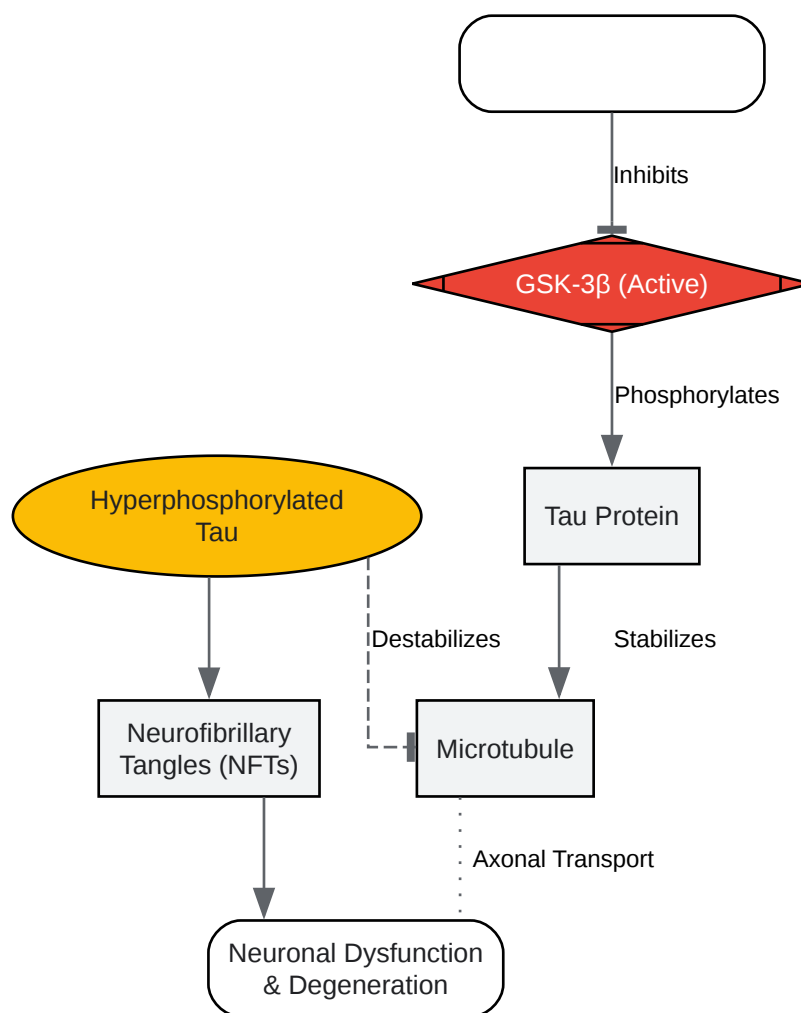 Inhibits
GSK-3β (Active)
Phosphorylates
Hyperphosphorylated
Tau
Tau Protein
Destabilizes
Stabilizes
Neurofibrillary
Tangles (NFTs)
Microtubule
Axonal Transport
Neuronal Dysfunction
& Degeneration